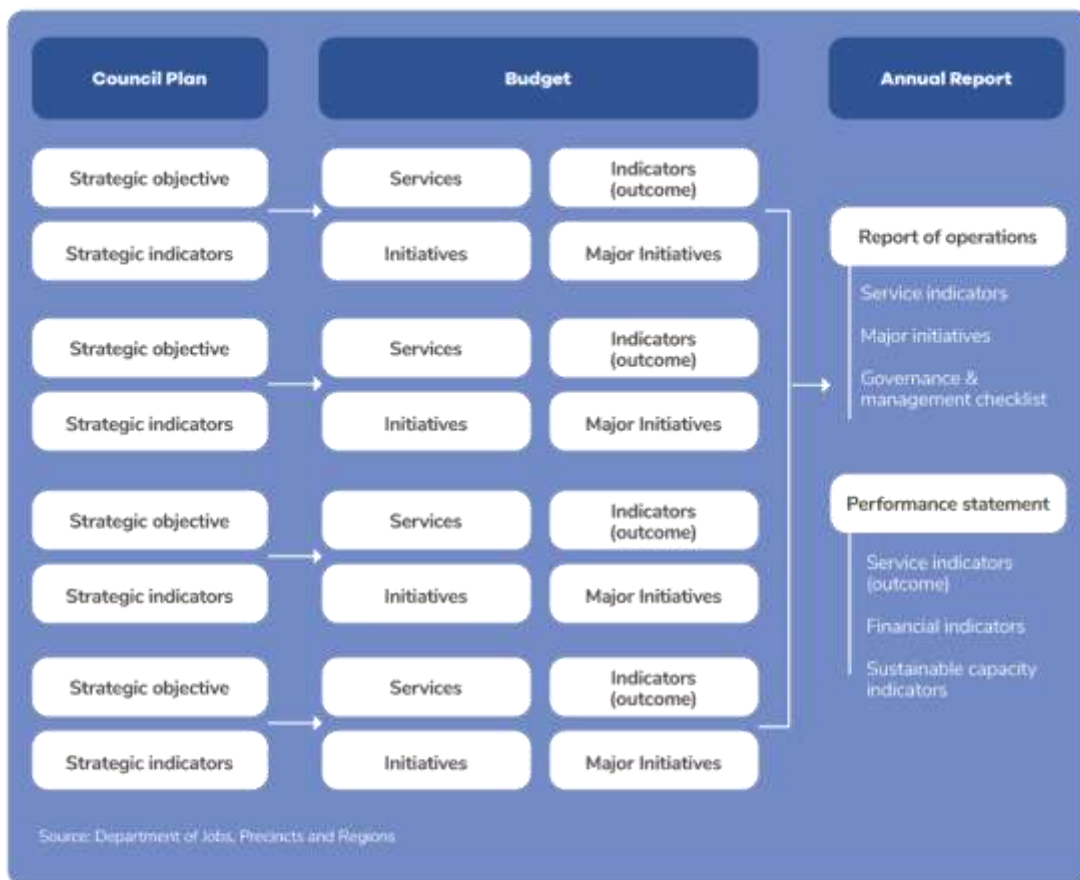 Council Plan
Budget
Annual Report
Strategic objective
Services
Indicators
(outcome)
Strategic indicators
Initiatives
Major Initiatives
Strategic objective
Services
Indicators
(outcome)
Strategic indicators
Initiatives
Major Initiatives
Strategic objective
Services
Indicators
(outcome)
Strategic indicators
Initiatives
Major Initiatives
Strategic objective
Services
Indicators
(outcome)
Strategic indicators
Initiatives
Major Initiatives
Report of operations
Service indicators
Major initiatives
Governance &
management checklist
Performance statement
Service indicators
(outcome)
Financial indicators
Sustainable capacity
indicators
Source: Department of Jobs, Precincts and Regions